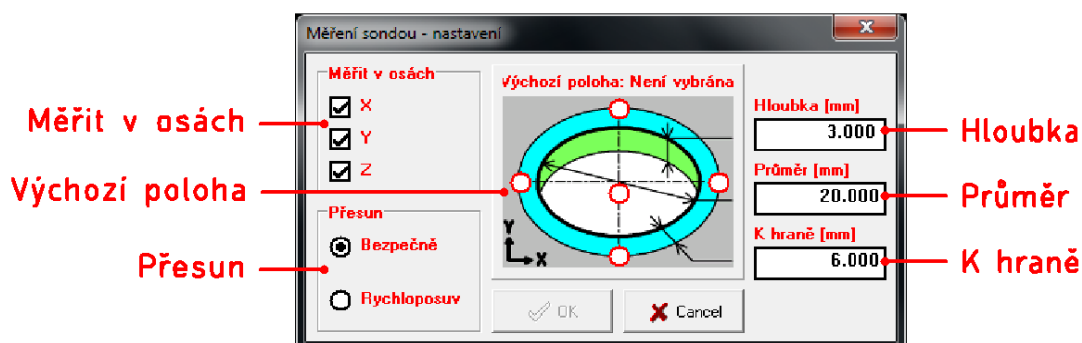 Měření sondou - nastavení
Měřit v osách
X
Y
Z
Přesun
Bezpečně
Rychloposuv
Výchozí poloha: Není vybrána
Y
X
OK
Cancel
Hloubka [mm]
3.000
Průměr [mm]
20.000
K hraně [mm]
6.000
Měřit v osách
Výchozí poloha
Přesun
Hloubka
Průměr
K hraně